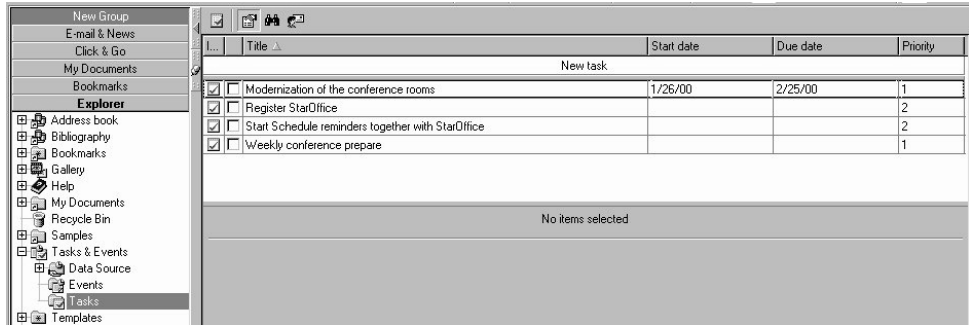 New Group
E-mail & News
Click & Go
My Documents
Bookmarks
Explorer
Address book
Bibliography
Bookmarks
Gallery
Help
My Documents
Recycle Bin
Samples
Tasks & Events
Data Source
Events
Tasks
Templates
I... Title Start date Due date Priority
New task
Modernization of the conference rooms 1/26/00 2/25/00 1
Register StarOffice 2
Start Schedule reminders together with StarOffice 2
Weekly conference prepare 1
No items selected